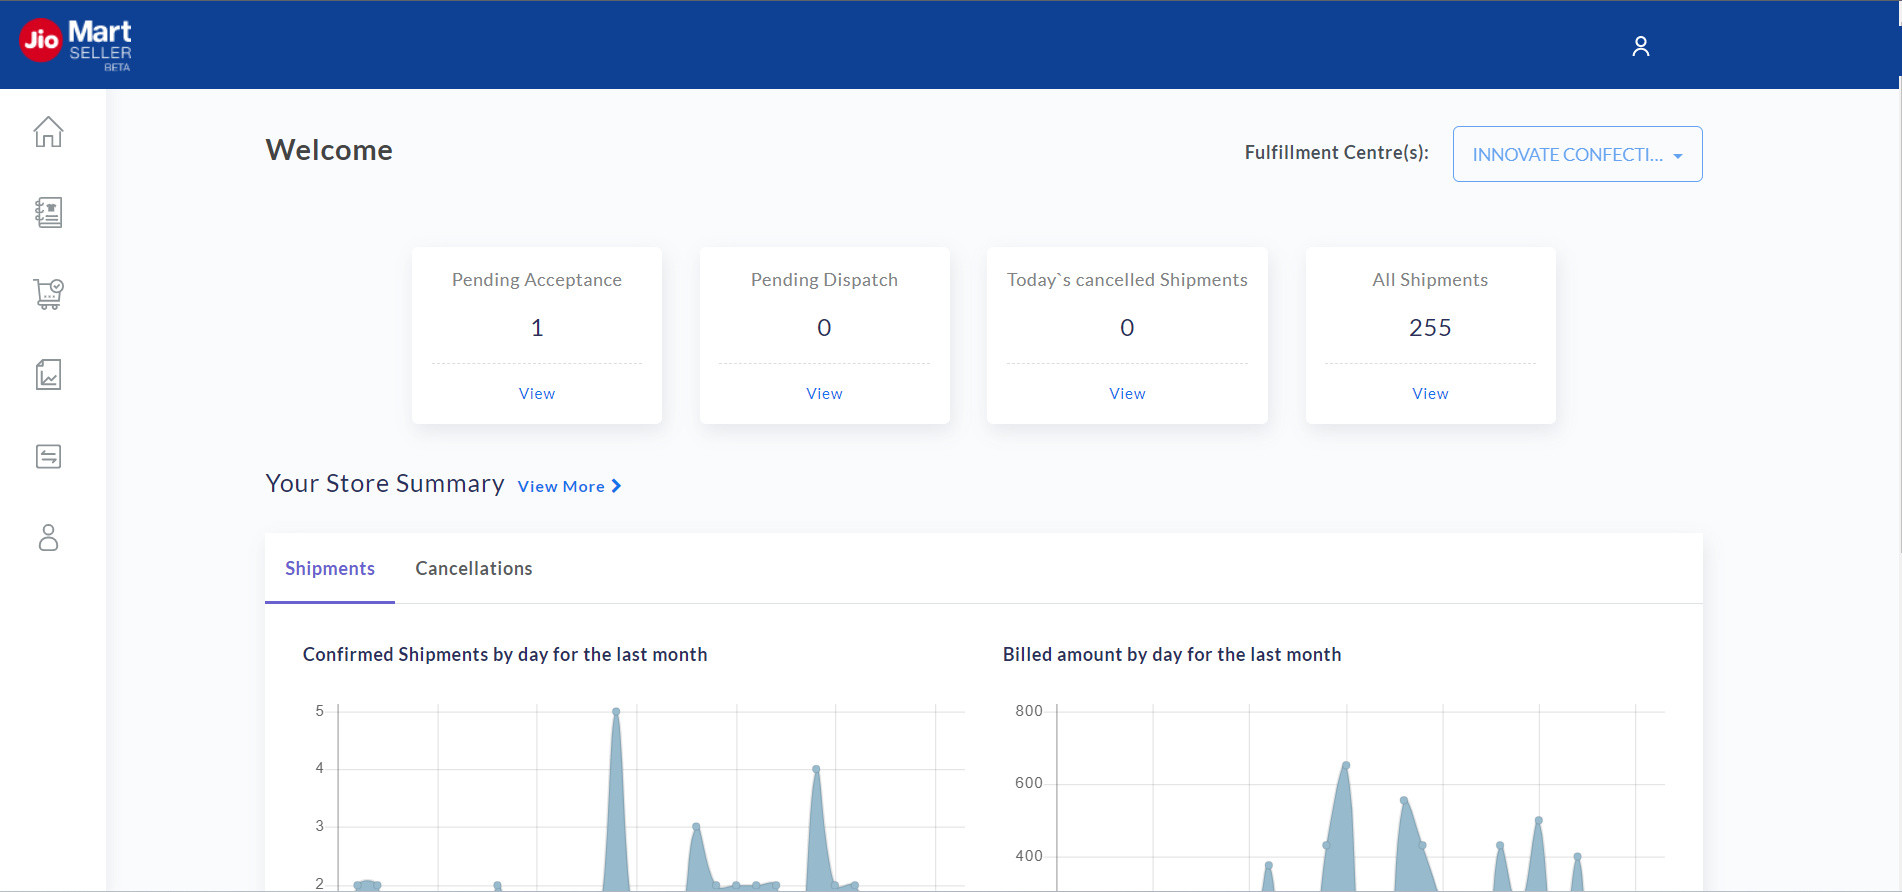 Jio Mart
SELLER
BETA
Welcome
Fulfillment Centre(s):
INNOVATE CONFECTI...
Pending Acceptance
1
View
Pending Dispatch
0
View
Today`s cancelled Shipments
0
View
All Shipments
255
View
Your Store Summary View More
Shipments Cancellations
Confirmed Shipments by day for the last month
5
4
3
2
Billed amount by day for the last month
800
600
400